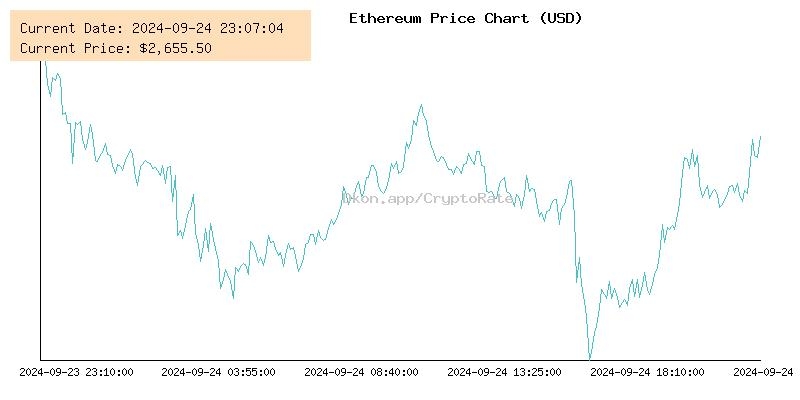 Ethereum Price Chart (USD)
Current Date: 2024-09-24 23:07:04
Current Price: $2,655.50
Dkon.app/CryptoRate
2024-09-23 23:10:00
2024-09-24 03:55:00
2024-09-24 08:40:00
2024-09-24 13:25:00
2024-09-24 18:10:00
2024-09-24